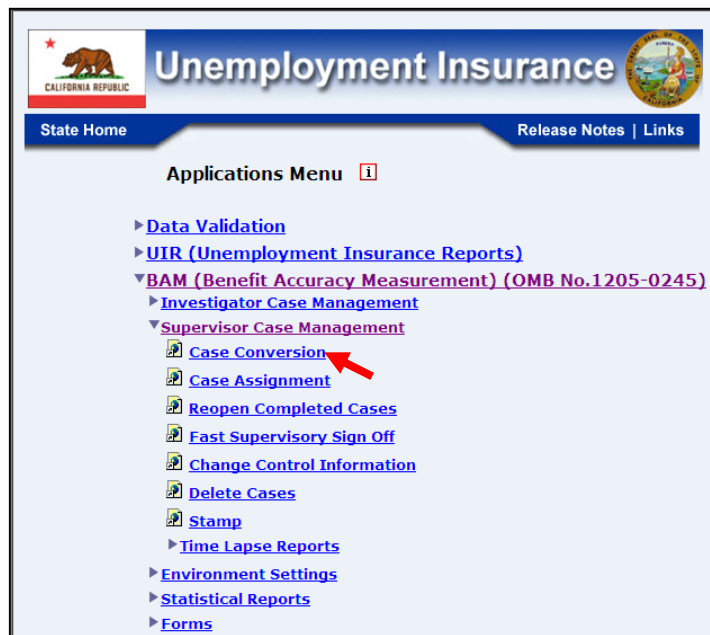 CALIFORNIA REPUBLIC
Unemployment Insurance
State Home
Release Notes | Links
Applications Menu i
Data Validation
UIR (Unemployment Insurance Reports)
BAM (Benefit Accuracy Measurement) (OMB No.1205-0245)
Investigator Case Management
Supervisor Case Management
Case Conversion
Case Assignment
Reopen Completed Cases
Fast Supervisory Sign Off
Change Control Information
Delete Cases
Stamp
Time Lapse Reports
Environment Settings
Statistical Reports
Forms